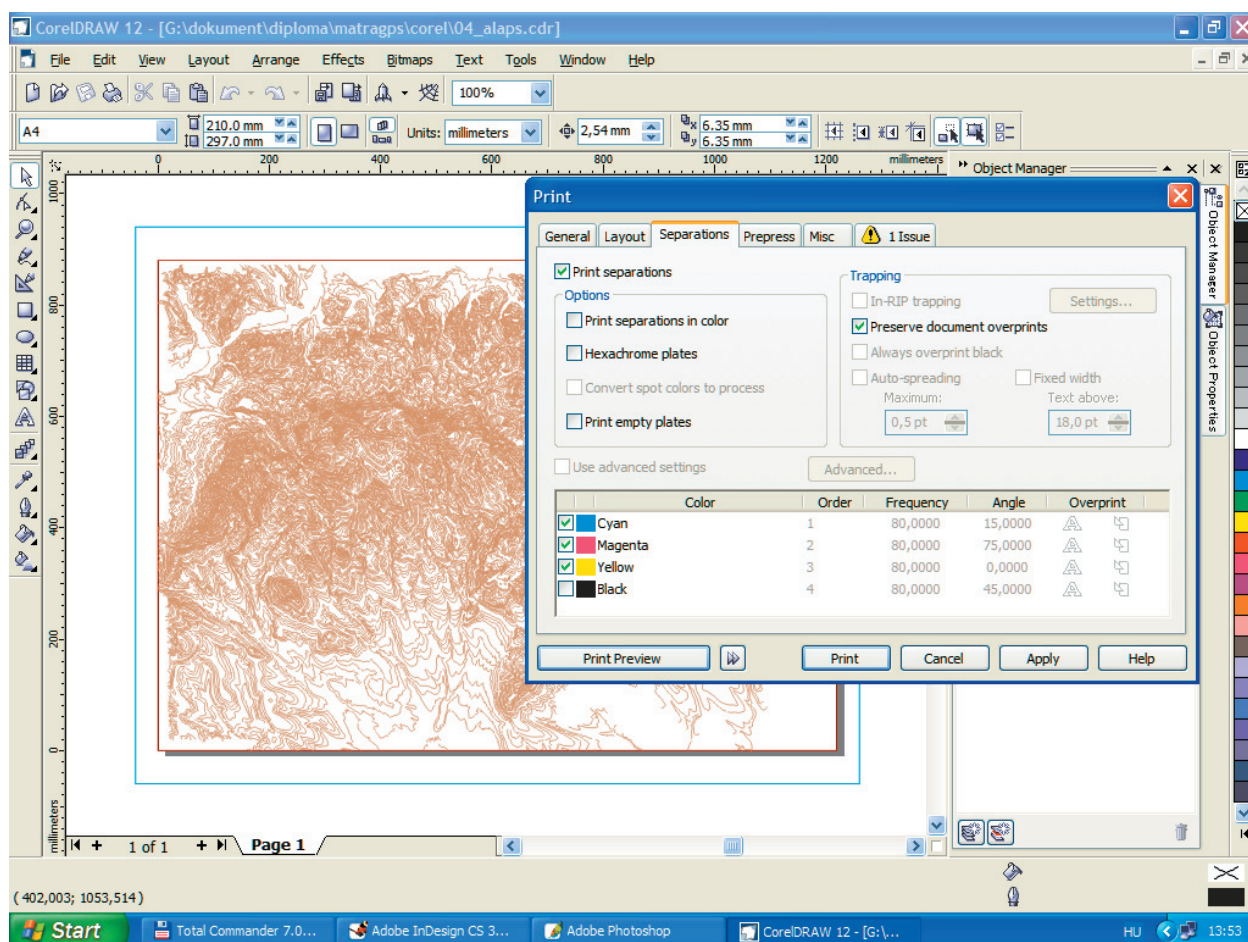 CorelDRAW 12 - [G:\dokument\diploma\matragps\corel\04_alaps.cdr]
File Edit View Layout Arrange Effects Bitmaps Text Tools Window Help
100%
A4 210.0 mm 297.0 mm Units: millimeters 2,54 mm x 6.35 mm y 6.35 mm
0 200 400 600 800 1000 1200 millimeters
1000
800
600
400
200
0
millimeters
Object Manager
Object Manager
Object Properties
Print
General Layout Separations Prepress Misc 1 Issue
Print separations
Options
Print separations in color
Hexachrome plates
Convert spot colors to process
Print empty plates
Trapping
In-RIP trapping Settings...
Preserve document overprints
Always overprint black
Auto-spreading Fixed width
Maximum: Text above:
0,5 pt 18,0 pt
Use advanced settings Advanced...
Color Order Frequency Angle Overprint
Cyan 1 80,0000 15,0000
Magenta 2 80,0000 75,0000
Yellow 3 80,0000 0,0000
Black 4 80,0000 45,0000
Print Preview Print Cancel Apply Help
1 of 1 Page 1
( 402,003; 1053,514 )
Start Total Commander 7.0... Adobe InDesign CS 3... Adobe Photoshop CorelDRAW 12 - [G:\... HU 13:53